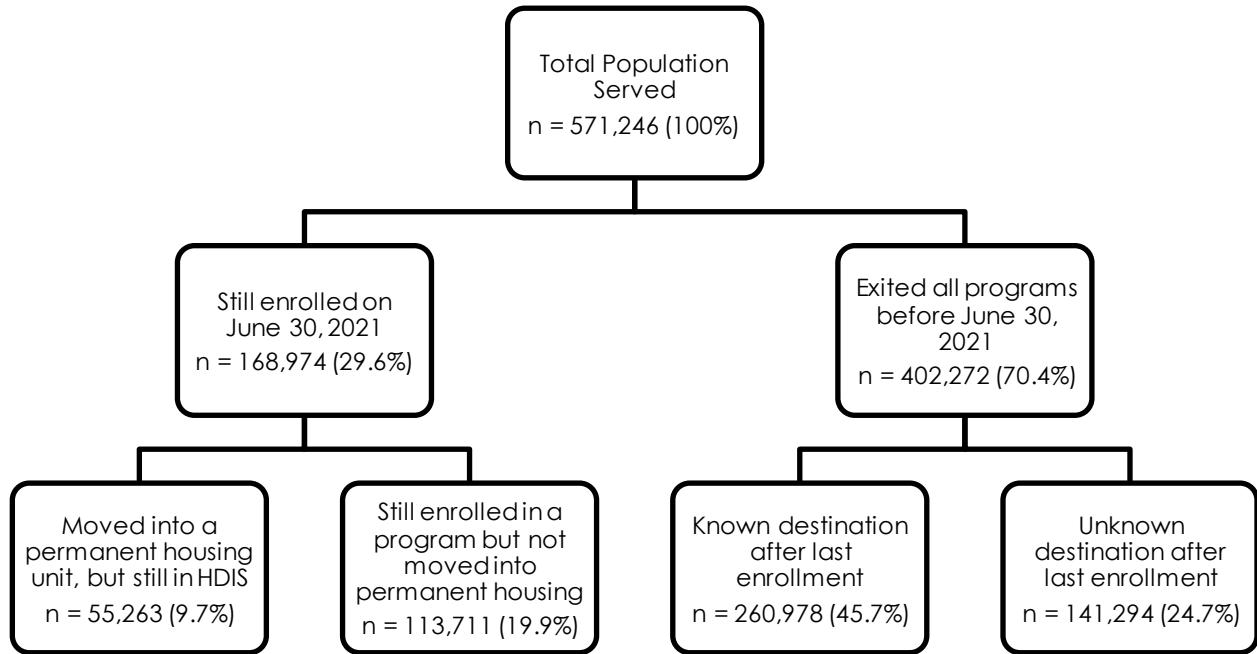 Total Population
Served
n = 571,246 (100%)
Still enrolled on
June 30, 2021
n = 168,974 (29.6%)
Exited all programs
before June 30,
2021
n = 402,272 (70.4%)
Moved into a
permanent housing
unit, but still in HDIS
n = 55,263 (9.7%)
Still enrolled in a
program but not
moved into
permanent housing
n = 113,711 (19.9%)
Known destination
after last
enrollment
n = 260,978 (45.7%)
Unknown
destination after
last enrollment
n = 141,294 (24.7%)